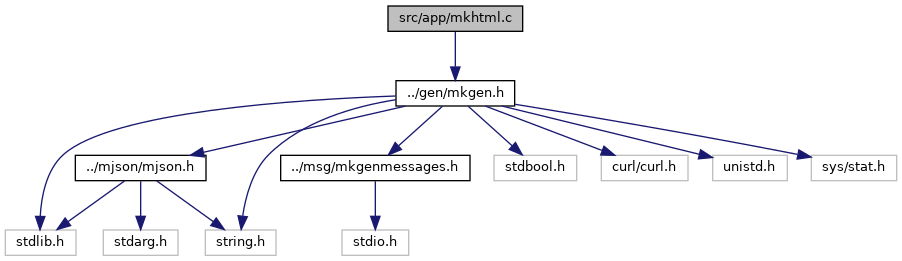 src/app/mkhtml.c
../gen/mkgen.h
../mjson/mjson.h
../msg/mkgenmessages.h
stdbool.h
curl/curl.h
unistd.h
sys/stat.h
stdlib.h
stdarg.h
string.h
stdio.h